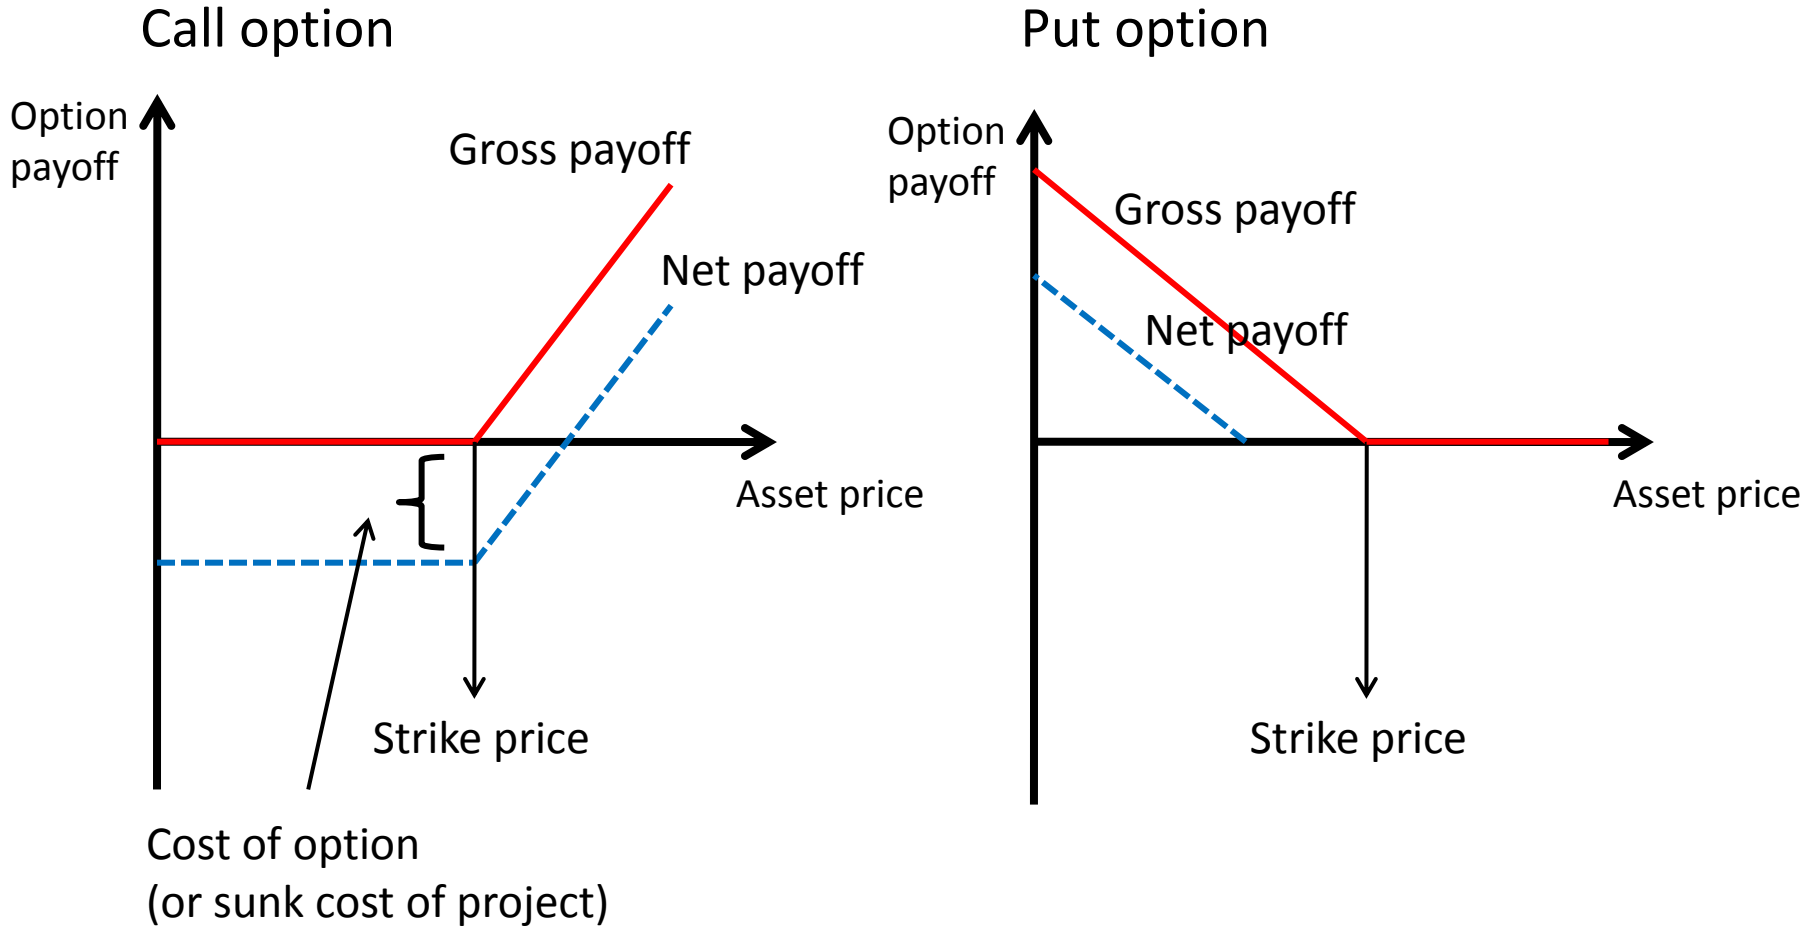 Call option
Option
payoff
Gross payoff
Net payoff
Asset price
Strike price
Cost of option
(or sunk cost of project)
Put option
Option
payoff
Gross payoff
Net payoff
Asset price
Strike price